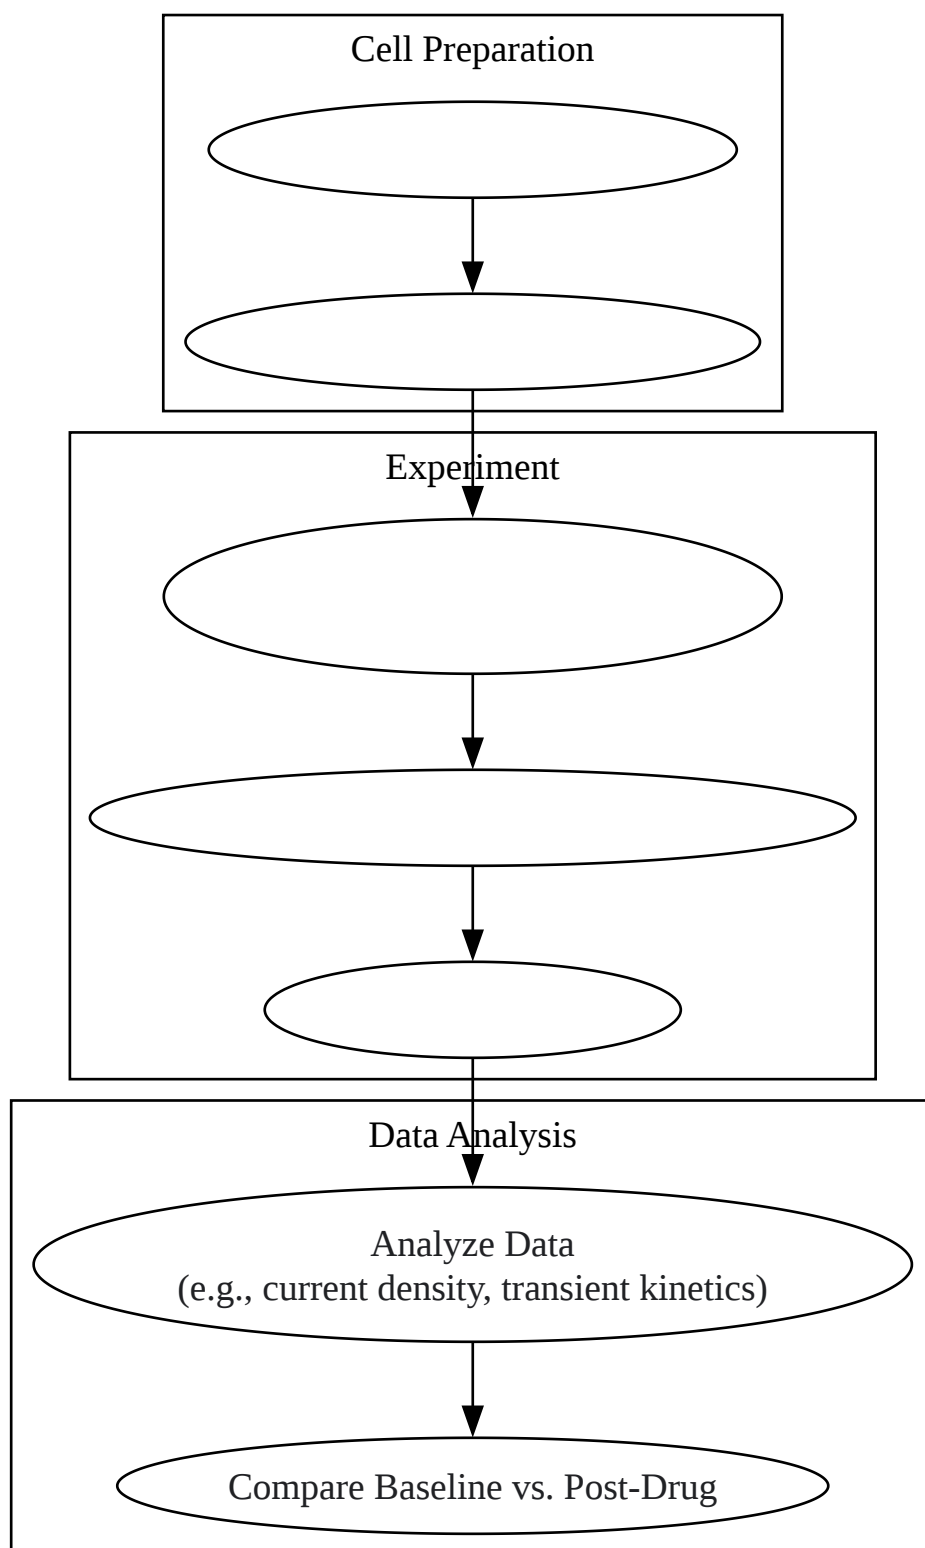 Cell Preparation
Experiment
Data Analysis
Analyze Data
(e.g., current density, transient kinetics)
Compare Baseline vs. Post-Drug